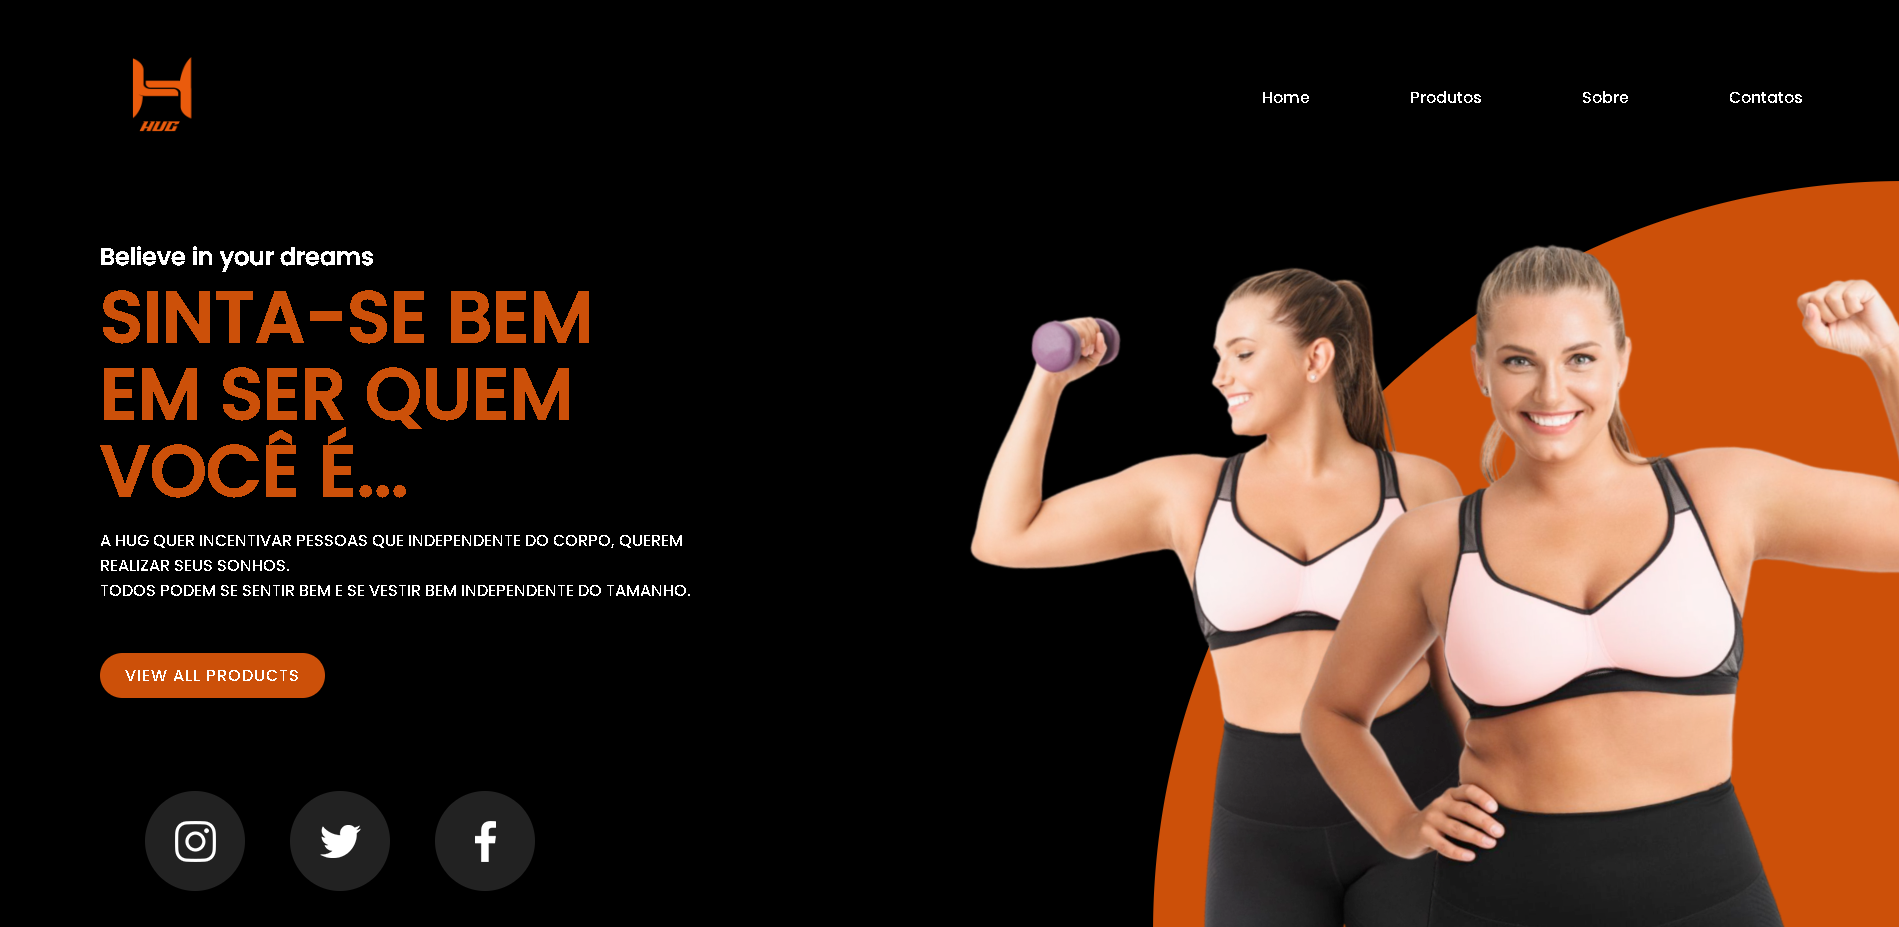 HUG
Home Produtos Sobre Contatos
Believe in your dreams
SINTA-SE BEM
EM SER QUEM
VOCÊ É...
A HUG QUER INCENTIVAR PESSOAS QUE INDEPENDENTE DO CORPO, QUEREM
REALIZAR SEUS SONHOS.
TODOS PODEM SE SENTIR BEM E SE VESTIR BEM INDEPENDENTE DO TAMANHO.
VIEW ALL PRODUCTS